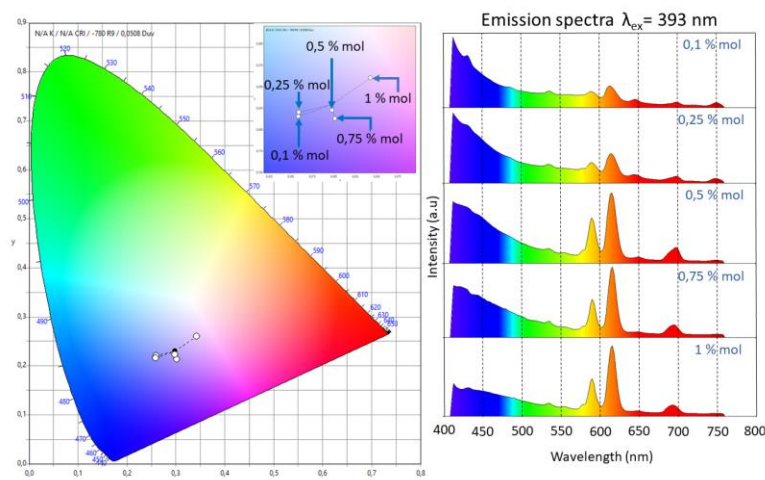 N/A K / N/A CRI / -780 R9 / 0,0508 Duv
0,9
0,8
0,7
0,6
0,5
0,4
0,3
0,2
0,1
0,0
y
0,0
0,1
0,2
0,3
0,4
0,5
0,6
0,7
0,8
520
530
540
550
560
570
580
590
600
610
620
630
640
510
500
490
480
470
460
450
0,5 % mol
0,25 % mol
1 % mol
0,75 % mol
0,1 % mol
Emission spectra λex= 393 nm
0,1 % mol
0,25 % mol
0,5 % mol
0,75 % mol
1 % mol
Intensity (a.u)
400 450 500 550 600 650 700 750 800
Wavelength (nm)